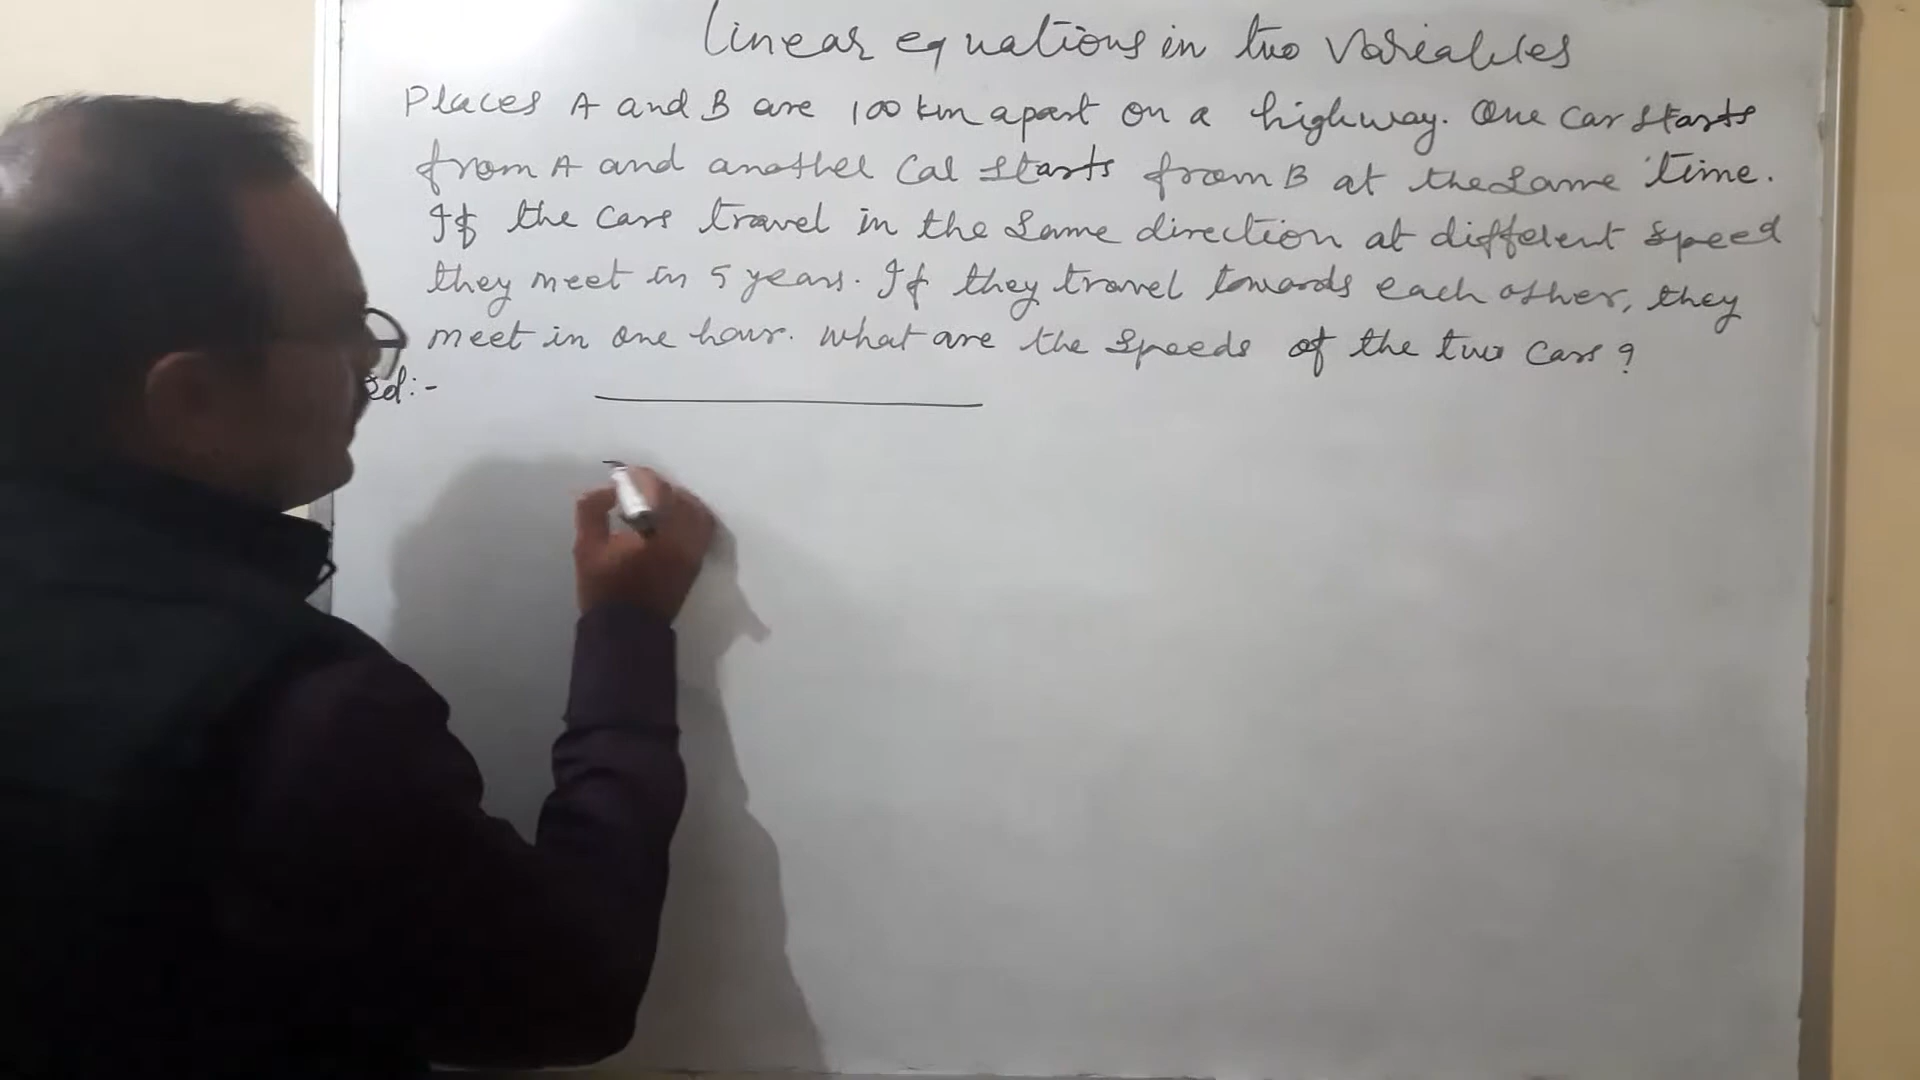 Linear equations in two variables
Places A and B are 100 km apart on a highway. One car starts
from A and another Car starts from B at the same time.
If the cars travel in the same direction at different speed
they meet in 5 years. If they travel towards each other, they
meet in one hour. What are the speeds of the two cars?